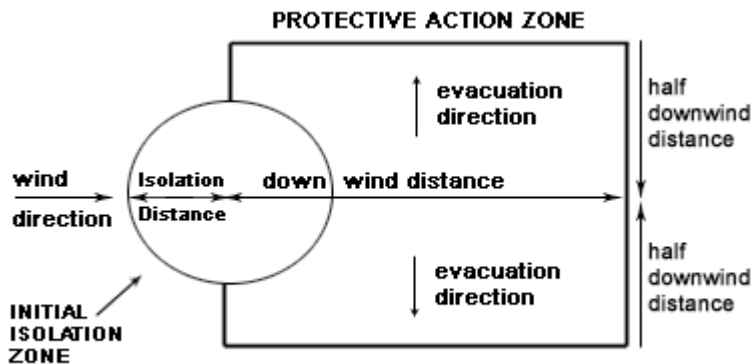 PROTECTIVE ACTION ZONE
evacuation
direction
half
downwind
distance
wind
direction
Isolation
Distance
down wind distance
evacuation
direction
half
downwind
distance
INITIAL
ISOLATION
ZONE